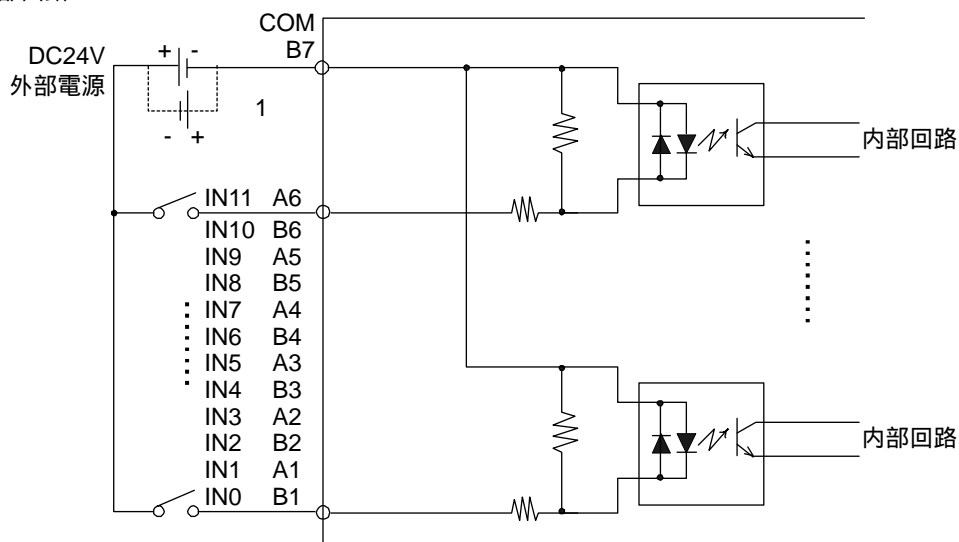 COM
B7
DC24V
外部電源
+ -
1
- +
内部回路
IN11 A6
IN10 B6
IN9 A5
IN8 B5
IN7 A4
IN6 B4
IN5 A3
IN4 B3
IN3 A2
IN2 B2
IN1 A1
IN0 B1
内部回路